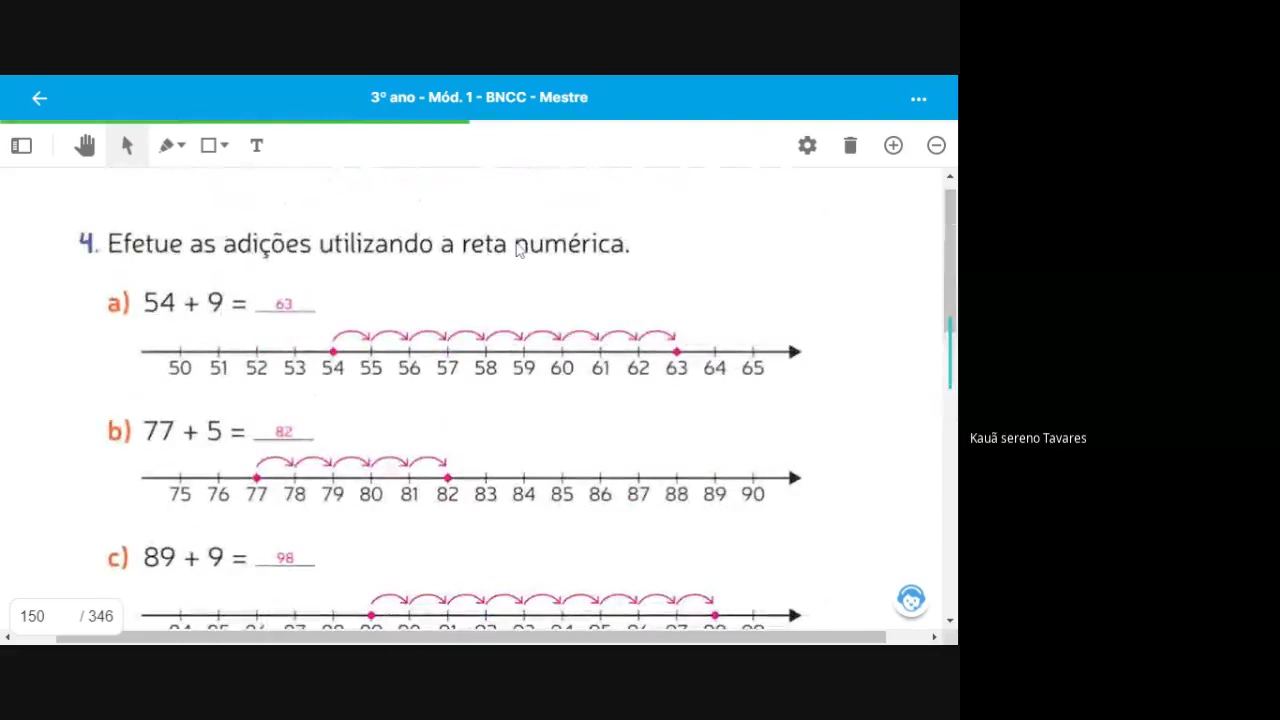 3º ano - Mód. 1 - BNCC - Mestre
T
4. Efetue as adições utilizando a reta numérica.
a) 54 + 9 = 63
50 51 52 53 54 55 56 57 58 59 60 61 62 63 64 65
b) 77 + 5 = 82
75 76 77 78 79 80 81 82 83 84 85 86 87 88 89 90
c) 89 + 9 = 98
150 / 346
Kauã sereno Tavares